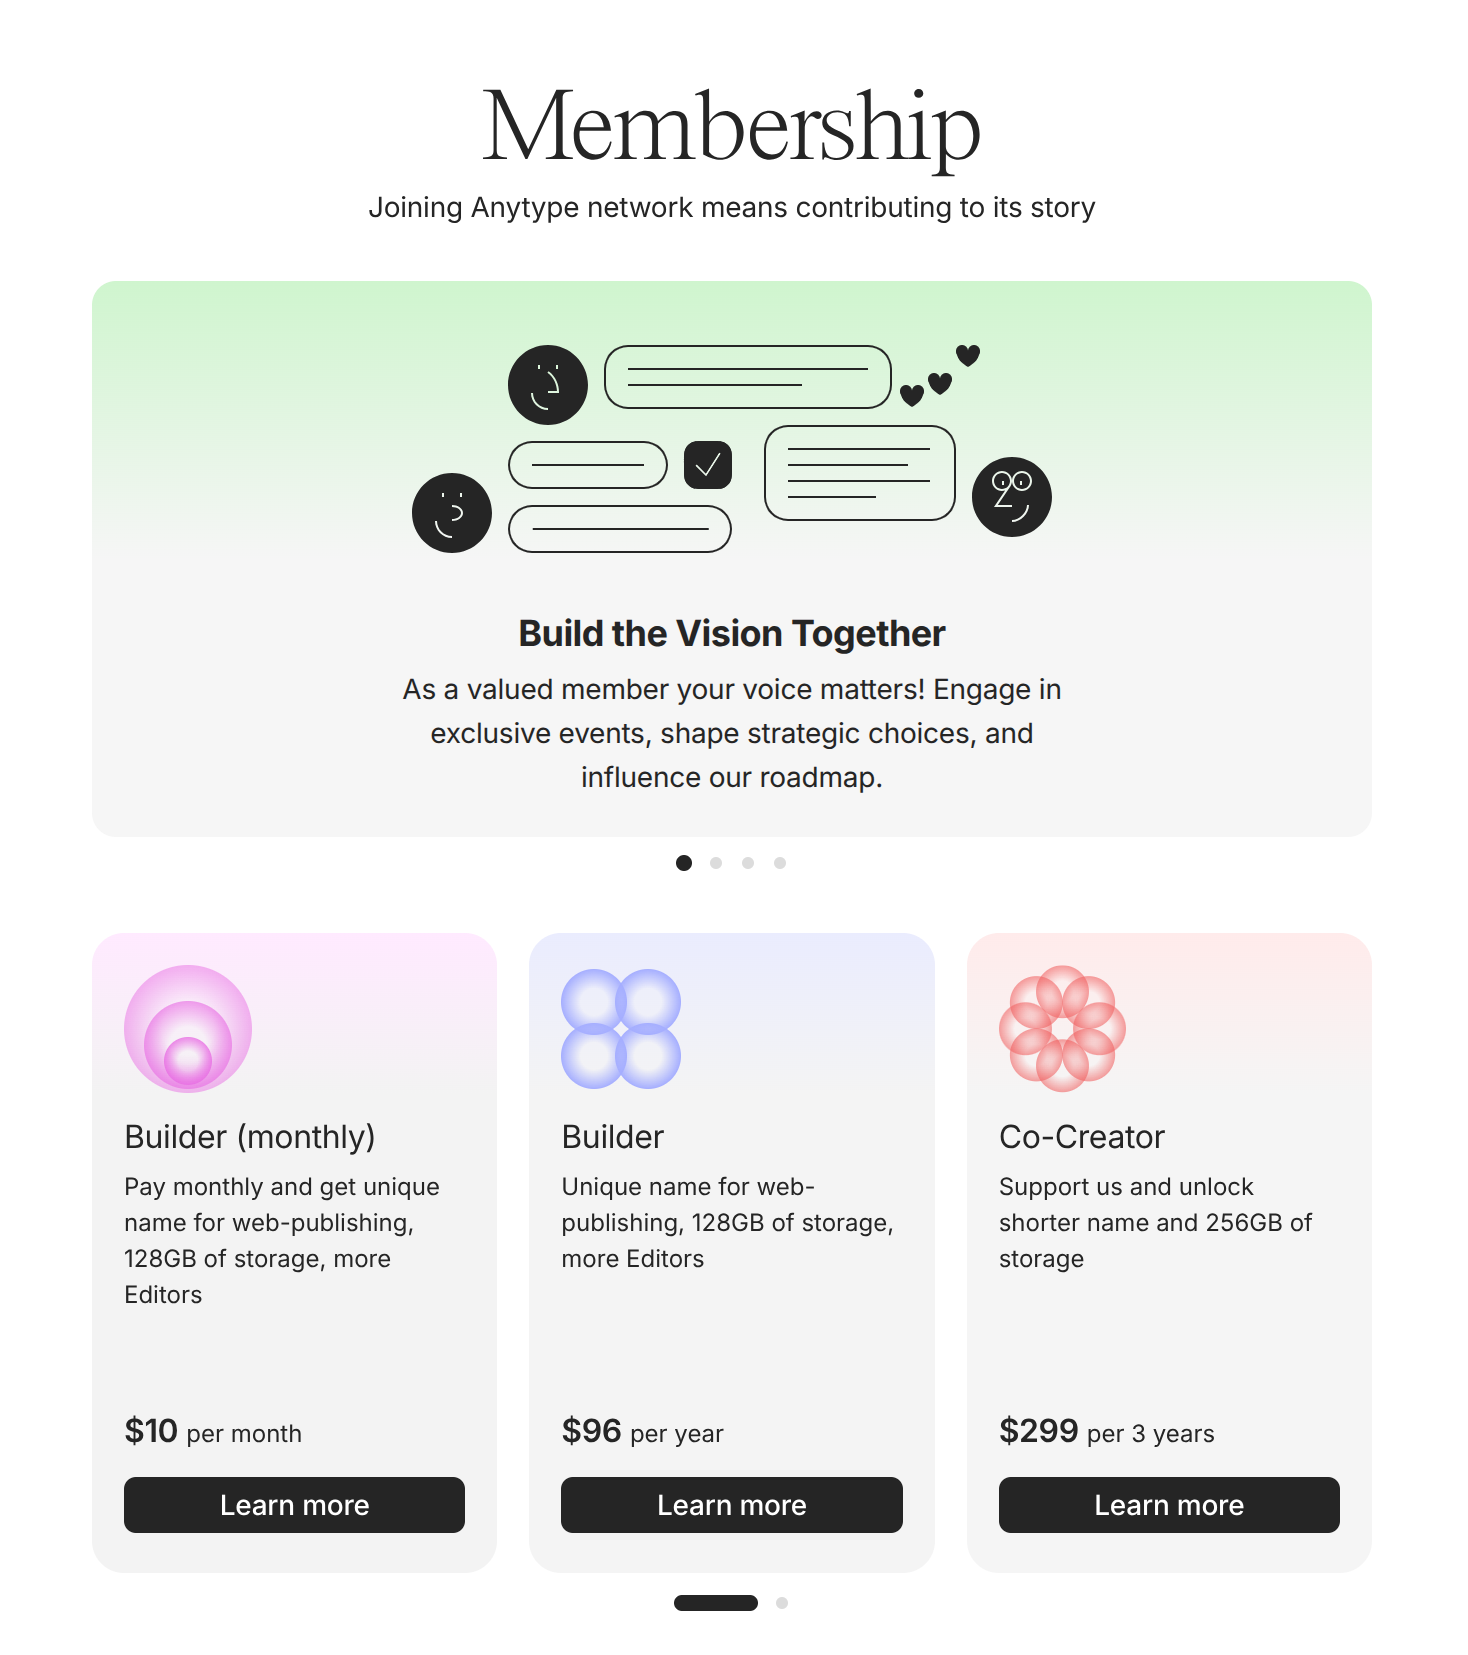 Membership
Joining Anytype network means contributing to its story
Build the Vision Together
As a valued member your voice matters! Engage in
exclusive events, shape strategic choices, and
influence our roadmap.
Builder (monthly)
Pay monthly and get unique
name for web-publishing,
128GB of storage, more
Editors
$10 per month
Learn more
Builder
Unique name for web-
publishing, 128GB of storage,
more Editors
$96 per year
Learn more
Co-Creator
Support us and unlock
shorter name and 256GB of
storage
$299 per 3 years
Learn more